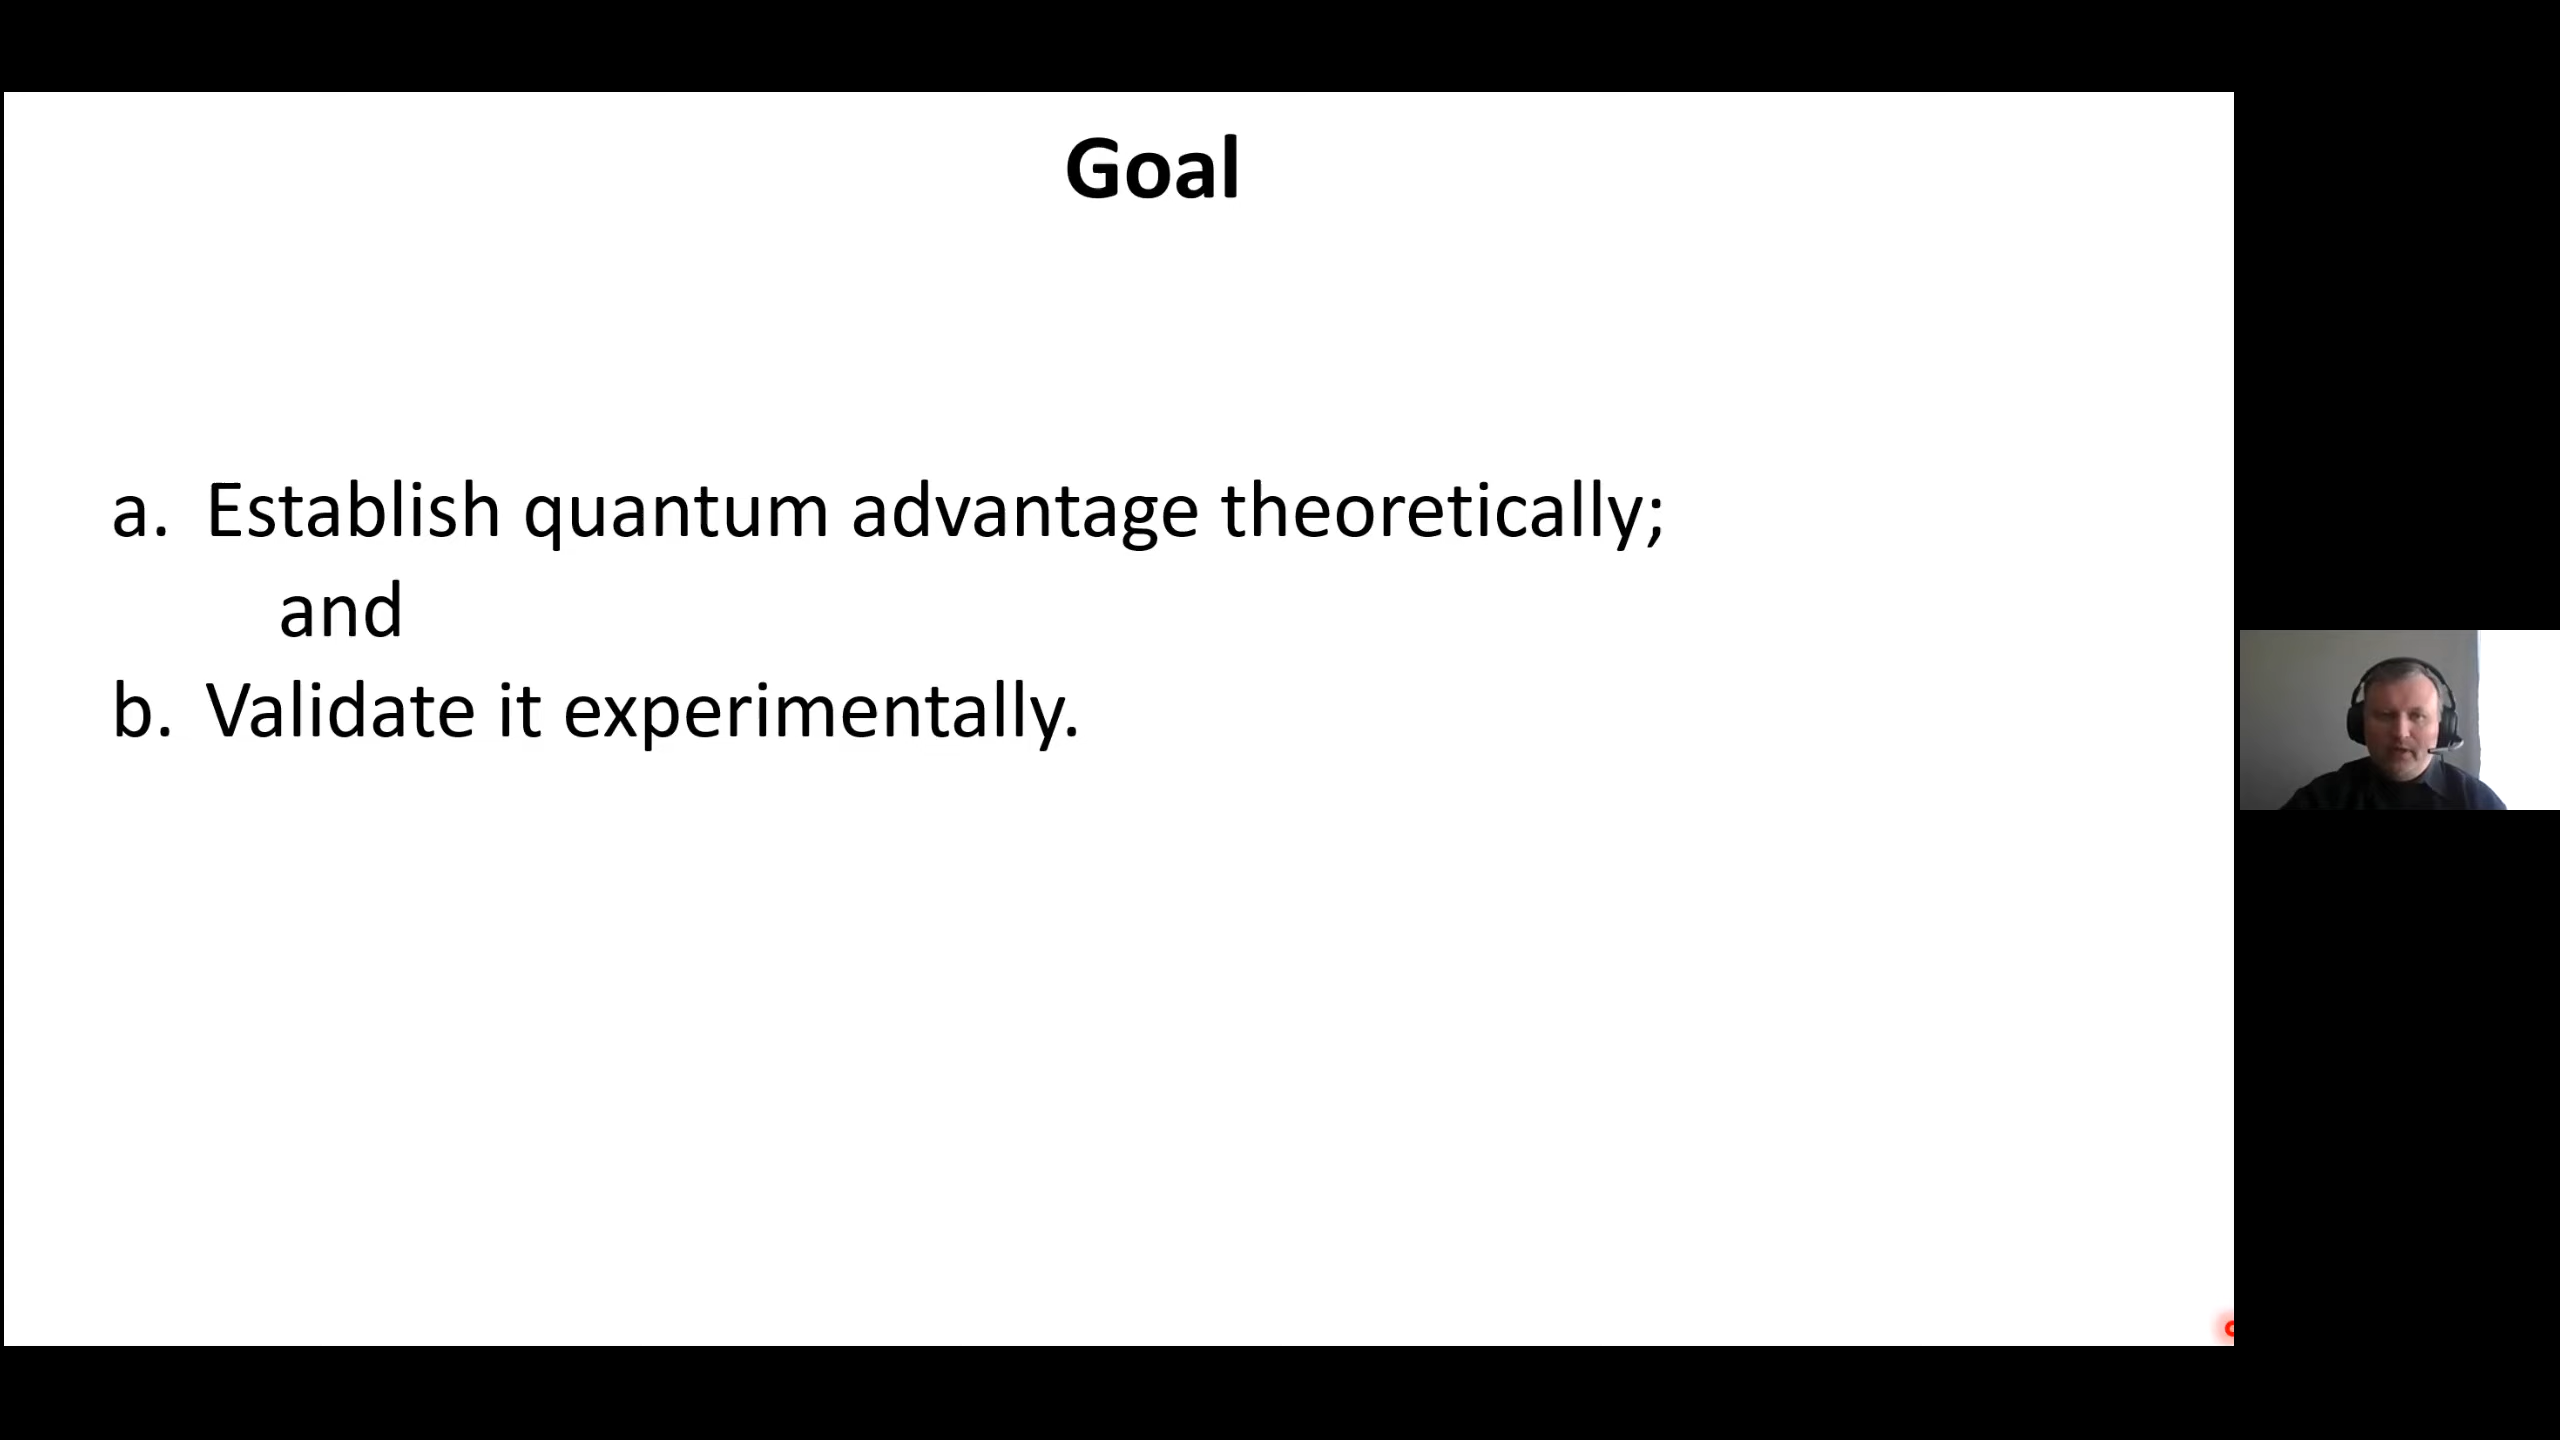 Goal
a. Establish quantum advantage theoretically;
and
b. Validate it experimentally.